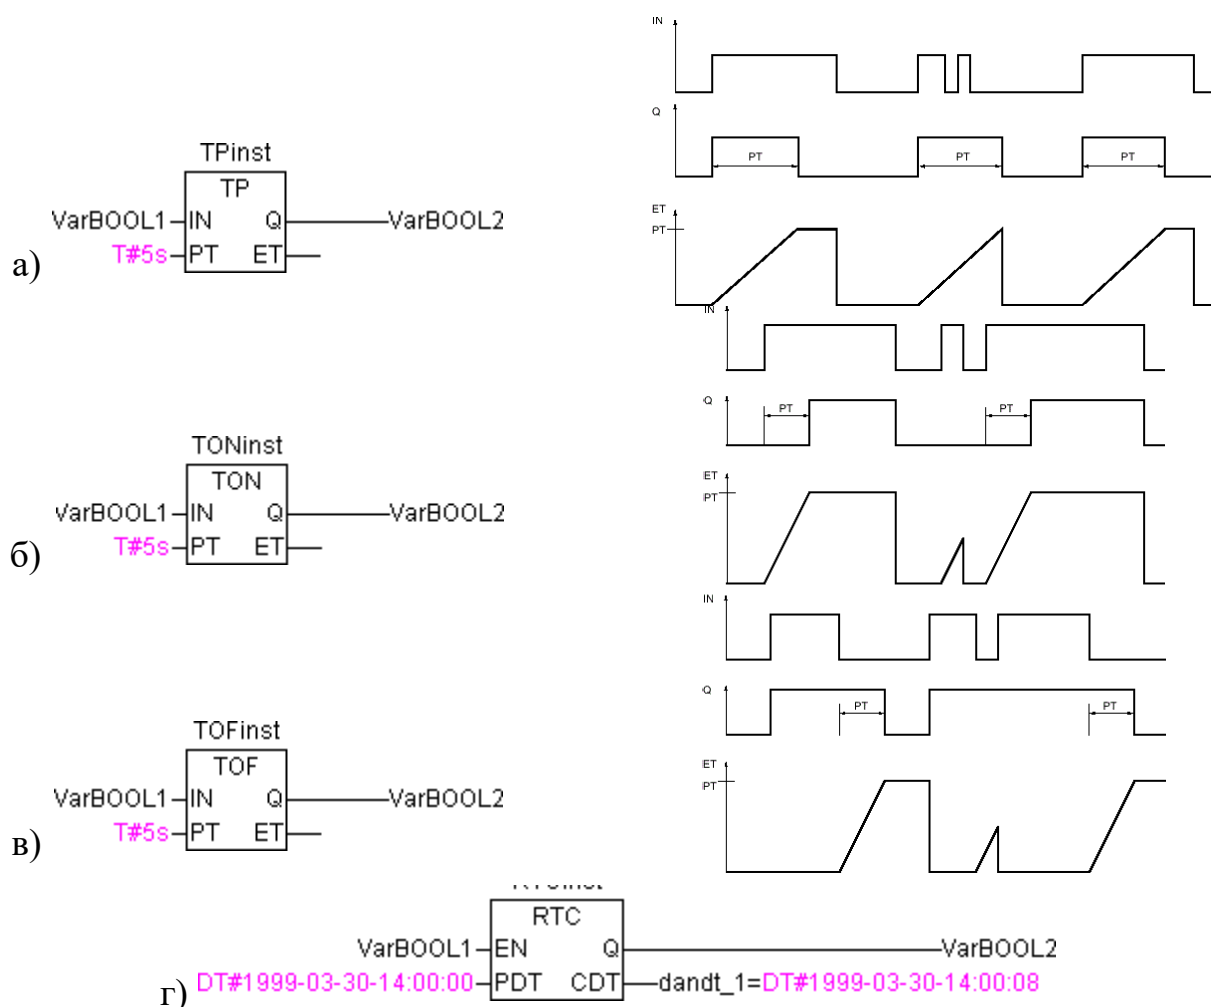 IN
Q
PT PT PT
ET
PT
TPinst
TP
VarBOOL1 IN Q VarBOOL2
T#5s PT ET
а)
IN
Q
PT PT
ET
PT
TONinst
TON
VarBOOL1 IN Q VarBOOL2
T#5s PT ET
б)
IN
Q
PT PT
ET
PT
TOFinst
TOF
VarBOOL1 IN Q VarBOOL2
T#5s PT ET
в)
RTC
VarBOOL1 EN Q VarBOOL2
г) DT#1999-03-30-14:00:00 PDT CDT dandt_1=DT#1999-03-30-14:00:08